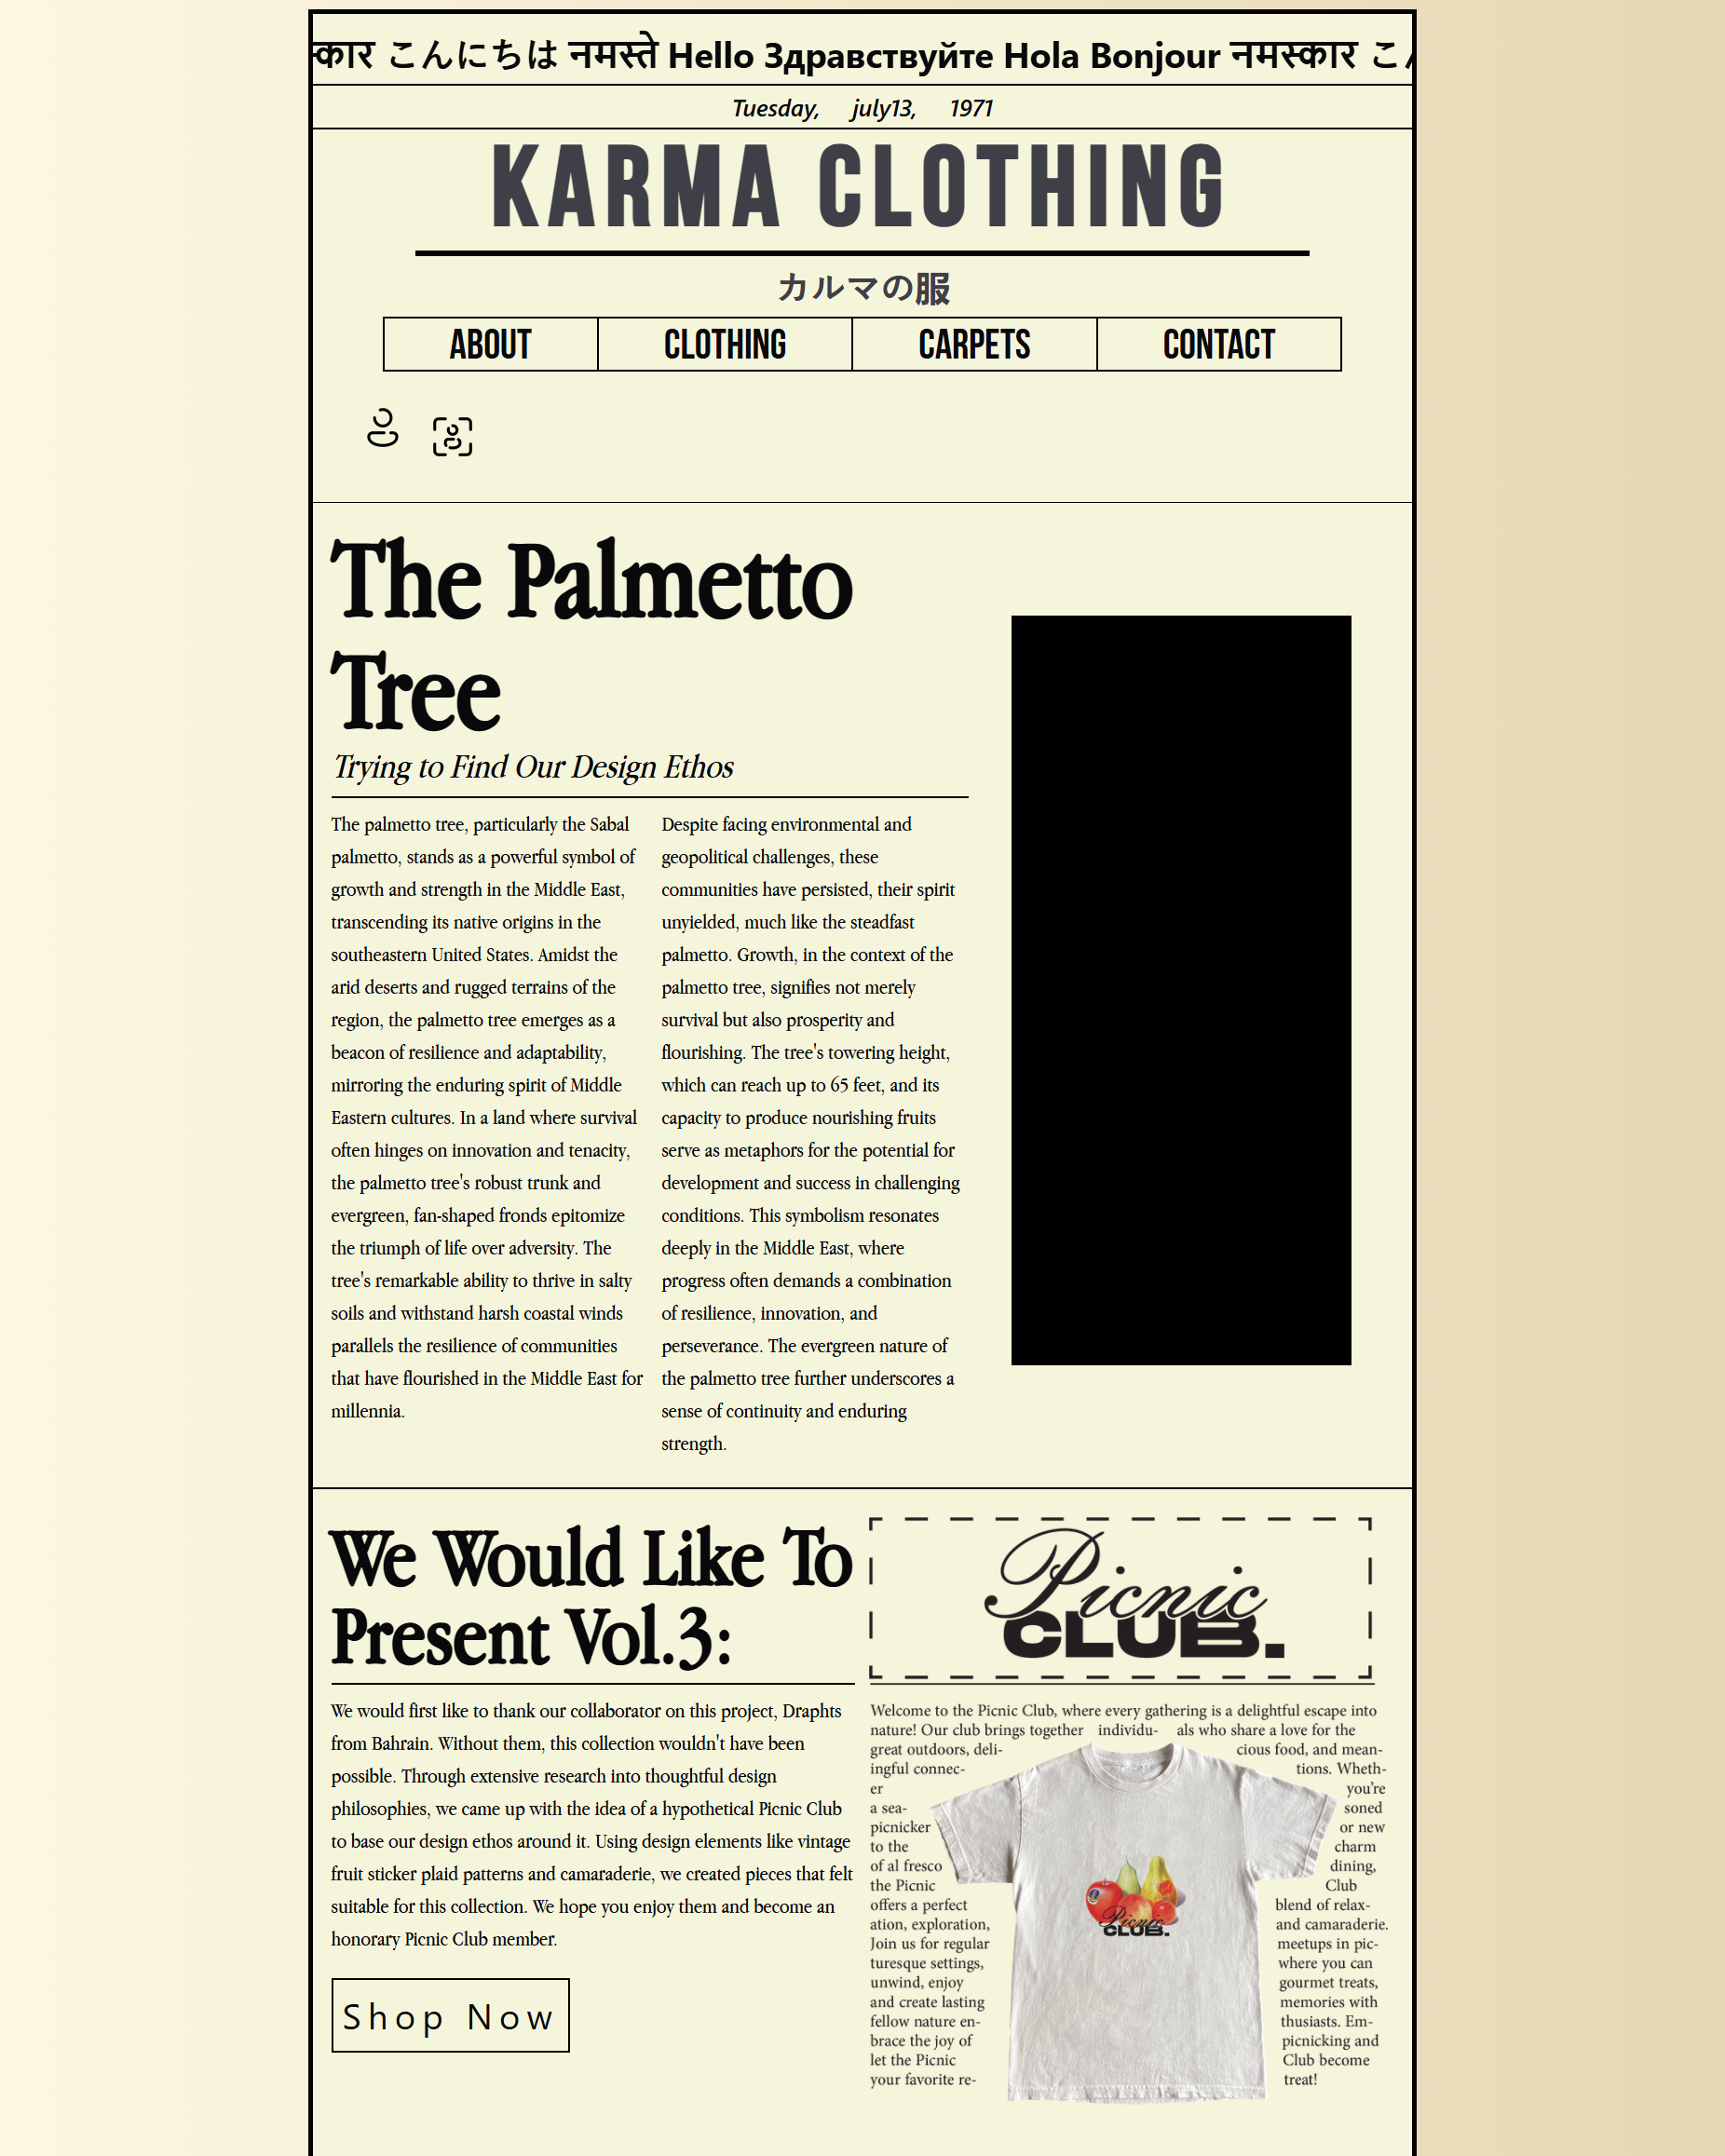 स्कार こんにちは नमस्ते Hello Здравствуйте Hola Bonjour नमस्कार こ
Tuesday, july13, 1971
KARMA CLOTHING
カルマの服
ABOUT CLOTHING CARPETS CONTACT
The Palmetto
Tree
Trying to Find Our Design Ethos
The palmetto tree, particularly the Sabal
palmetto, stands as a powerful symbol of
growth and strength in the Middle East,
transcending its native origins in the
southeastern United States. Amidst the
arid deserts and rugged terrains of the
region, the palmetto tree emerges as a
beacon of resilience and adaptability,
mirroring the enduring spirit of Middle
Eastern cultures. In a land where survival
often hinges on innovation and tenacity,
the palmetto tree's robust trunk and
evergreen, fan-shaped fronds epitomize
the triumph of life over adversity. The
tree's remarkable ability to thrive in salty
soils and withstand harsh coastal winds
parallels the resilience of communities
that have flourished in the Middle East for
millennia.
Despite facing environmental and
geopolitical challenges, these
communities have persisted, their spirit
unyielded, much like the steadfast
palmetto. Growth, in the context of the
palmetto tree, signifies not merely
survival but also prosperity and
flourishing. The tree's towering height,
which can reach up to 65 feet, and its
capacity to produce nourishing fruits
serve as metaphors for the potential for
development and success in challenging
conditions. This symbolism resonates
deeply in the Middle East, where
progress often demands a combination
of resilience, innovation, and
perseverance. The evergreen nature of
the palmetto tree further underscores a
sense of continuity and enduring
strength.
We Would Like To
Present Vol.3:
We would first like to thank our collaborator on this project, Draphts
from Bahrain. Without them, this collection wouldn't have been
possible. Through extensive research into thoughtful design
philosophies, we came up with the idea of a hypothetical Picnic Club
to base our design ethos around it. Using design elements like vintage
fruit sticker plaid patterns and camaraderie, we created pieces that felt
suitable for this collection. We hope you enjoy them and become an
honorary Picnic Club member.
Shop Now
Picnic
CLUB.
Welcome to the Picnic Club, where every gathering is a delightful escape into
nature! Our club brings together individu- als who share a love for the
great outdoors, deli- cious food, and mean-
ingful connec- tions. Wheth-
er you're
a sea- soned
picnicker or new
to the charm
of al fresco dining,
the Picnic Club
offers a perfect blend of relax-
ation, exploration, and camaraderie.
Join us for regular meetups in pic-
turesque settings, where you can
unwind, enjoy gourmet treats,
and create lasting memories with
fellow nature en- thusiasts. Em-
brace the joy of picnicking and
let the Picnic Club become
your favorite re- treat!
Picnic
CLUB.